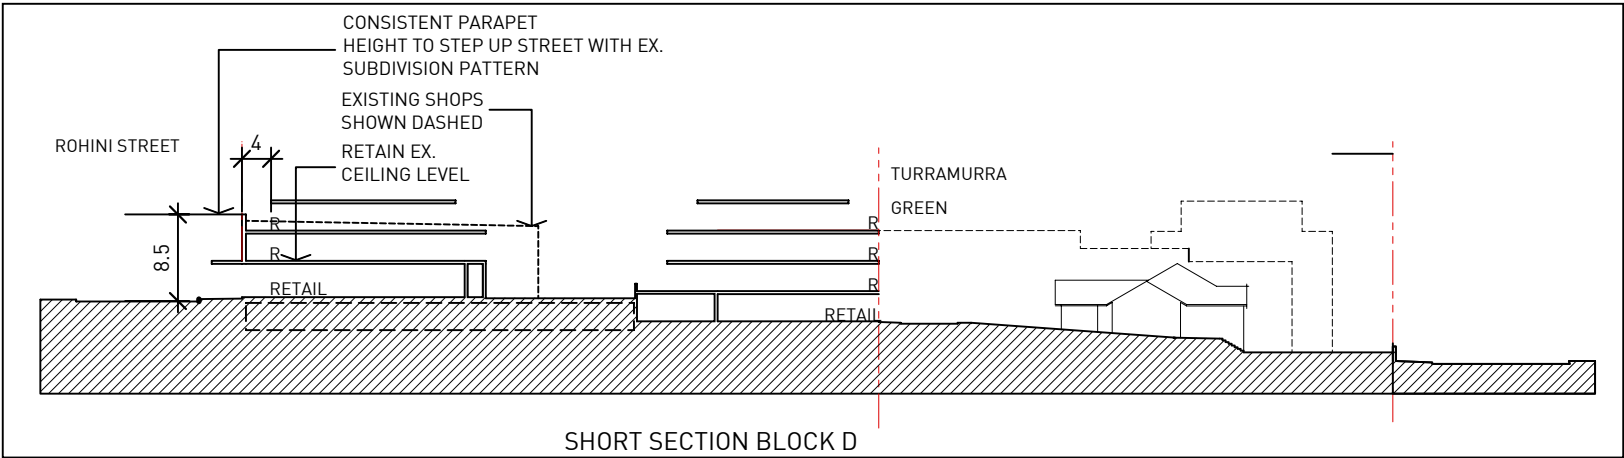 CONSISTENT PARAPET
HEIGHT TO STEP UP STREET WITH EX.
SUBDIVISION PATTERN
EXISTING SHOPS
SHOWN DASHED
ROHINI STREET
4
RETAIN EX.
CEILING LEVEL
TURRAMURRA
GREEN
8.5
R
R
RETAIL
R
R
R
RETAIL
SHORT SECTION BLOCK D